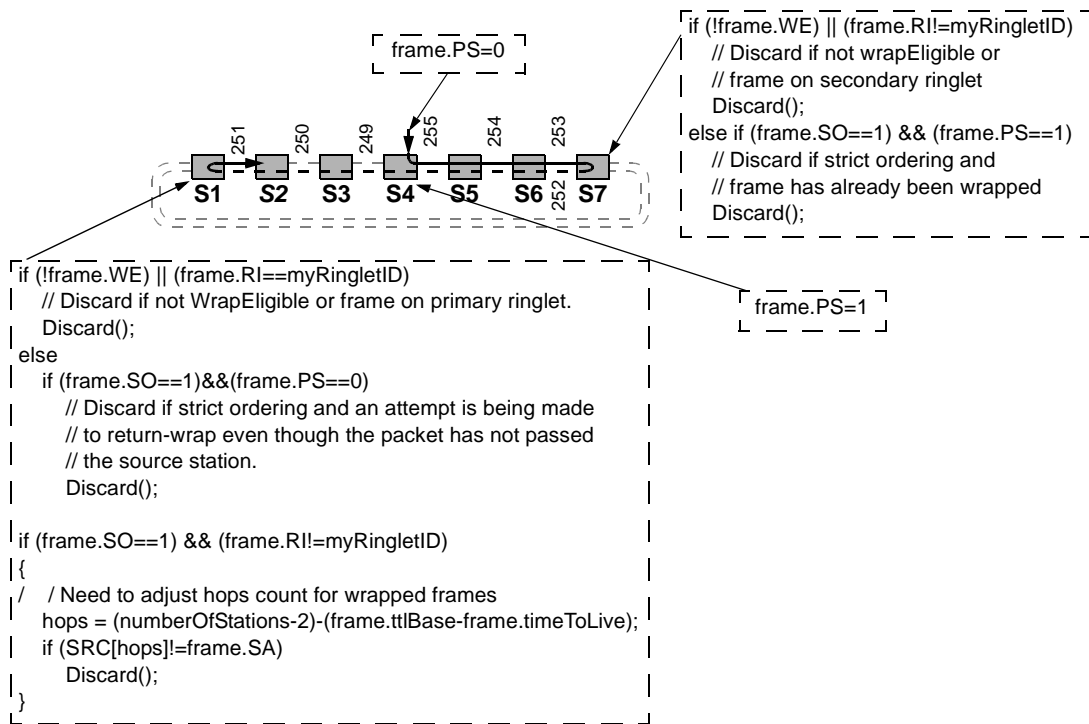 frame.PS=0
if (!frame.WE) || (frame.RI!=myRingletID)
// Discard if not wrapEligible or
// frame on secondary ringlet
Discard();
else if (frame.SO==1) && (frame.PS==1)
// Discard if strict ordering and
// frame has already been wrapped
Discard();
251 250 249 255 254 253
252
S1 S2 S3 S4 S5 S6 S7
if (!frame.WE) || (frame.RI==myRingletID)
// Discard if not WrapEligible or frame on primary ringlet.
Discard();
else
if (frame.SO==1)&&(frame.PS==0)
// Discard if strict ordering and an attempt is being made
// to return-wrap even though the packet has not passed
// the source station.
Discard();
if (frame.SO==1) && (frame.RI!=myRingletID)
{
/ / Need to adjust hops count for wrapped frames
hops = (numberOfStations-2)-(frame.ttlBase-frame.timeToLive);
if (SRC[hops]!=frame.SA)
Discard();
}
frame.PS=1